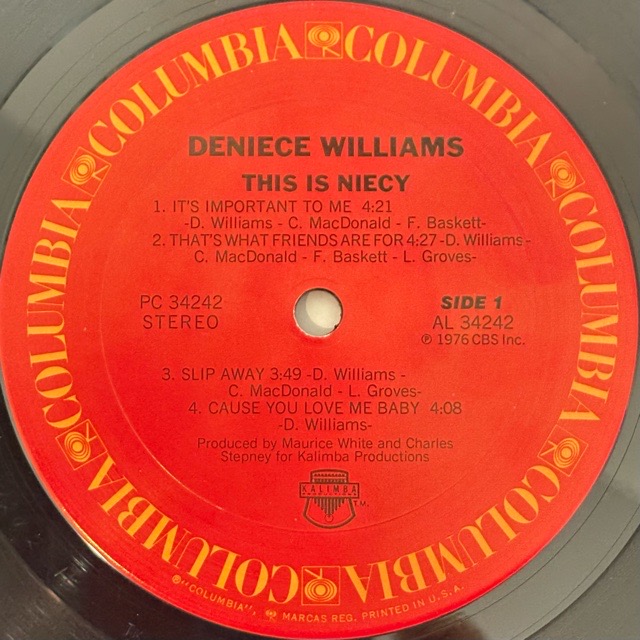 COLUMBIA COLUMBIA COLUMBIA COLUMBIA COLUMBIA COLUMBIA
DENIECE WILLIAMS
THIS IS NIECY
1. IT'S IMPORTANT TO ME 4:21
-D. Williams - C. MacDonald - F. Baskett-
2. THAT'S WHAT FRIENDS ARE FOR 4:27 -D. Williams-
C. MacDonald - F. Baskett - L. Groves-
PC 34242
STEREO
SIDE 1
AL 34242
℗ 1976 CBS Inc.
3. SLIP AWAY 3:49 -D. Williams -
C. MacDonald - L. Groves-
4. CAUSE YOU LOVE ME BABY 4:08
-D. Williams-
Produced by Maurice White and Charles
Stepney for Kalimba Productions
KALIMBA
T.M.
®"COLUMBIA", MARCAS REG. PRINTED IN U.S.A.